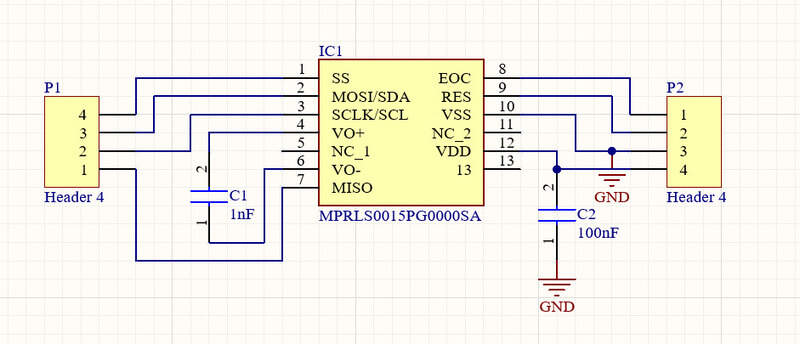 IC1
P1
4
3
2
1
Header 4
1
2
3
4
5
6
7
SS
MOSI/SDA
SCLK/SCL
VO+
NC_1
VO-
MISO
EOC
RES
VSS
NC_2
VDD
13
8
9
10
11
12
13
MPRLS0015PG0000SA
2
C1
1nF
1
P2
1
2
3
4
Header 4
GND
2
C2
100nF
1
GND